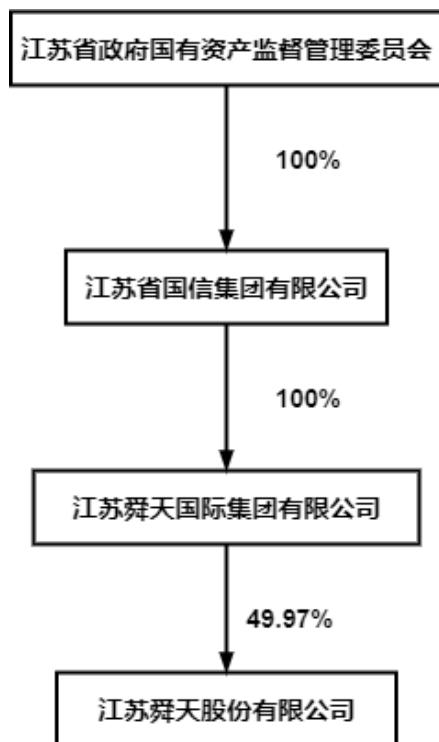 江苏省政府国有资产监督管理委员会
100%
江苏省国信集团有限公司
100%
江苏舜天国际集团有限公司
49.97%
江苏舜天股份有限公司